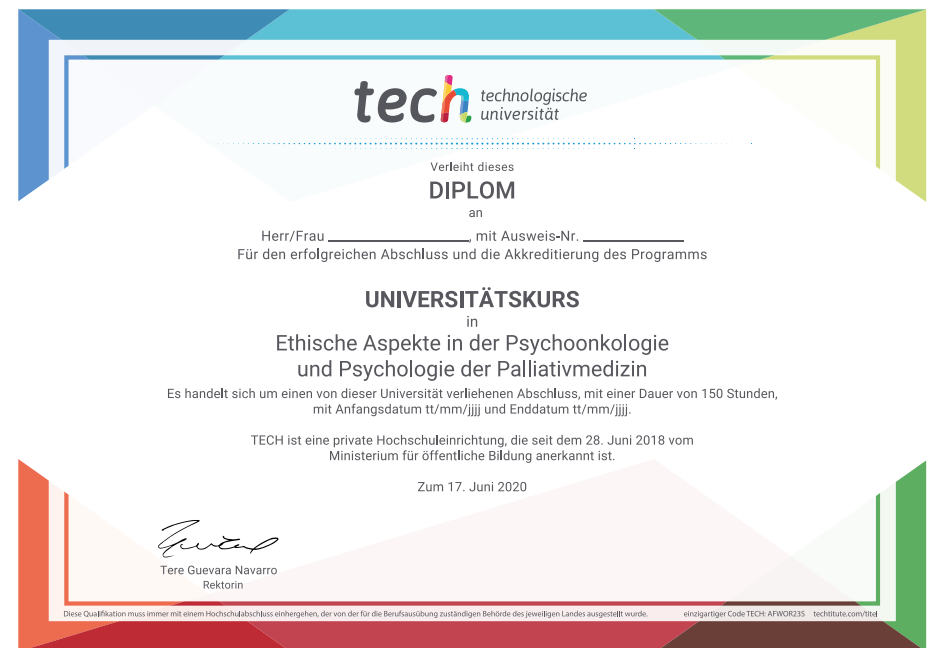 tech technologische
universität
Verleiht dieses
DIPLOM
an
Herr/Frau ____________________, mit Ausweis-Nr. ______________
Für den erfolgreichen Abschluss und die Akkreditierung des Programms
UNIVERSITÄTSKURS
in
Ethische Aspekte in der Psychoonkologie
und Psychologie der Palliativmedizin
Es handelt sich um einen von dieser Universität verliehenen Abschluss, mit einer Dauer von 150 Stunden,
mit Anfangsdatum tt/mm/jjjj und Enddatum tt/mm/jjjj.
TECH ist eine private Hochschuleinrichtung, die seit dem 28. Juni 2018 vom
Ministerium für öffentliche Bildung anerkannt ist.
Zum 17. Juni 2020
Tere Guevara Navarro
Rektorin
Diese Qualifikation muss immer mit einem Hochschulabschluss einhergehen, der von der für die Berufsausübung zuständigen Behörde des jeweiligen Landes ausgestellt wurde. einzigartiger Code TECH: AFWOR23S techtitute.com/titel